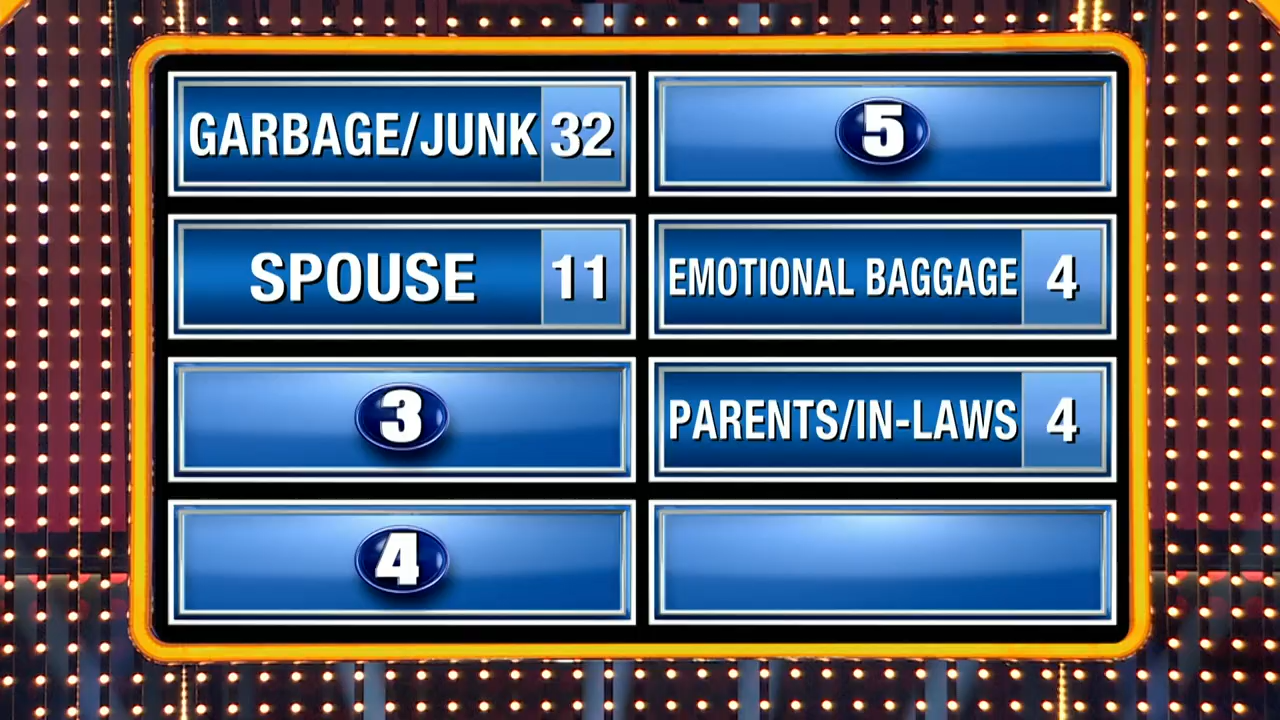 GARBAGE/JUNK 32
SPOUSE 11
3
4
5
EMOTIONAL BAGGAGE 4
PARENTS/IN-LAWS 4